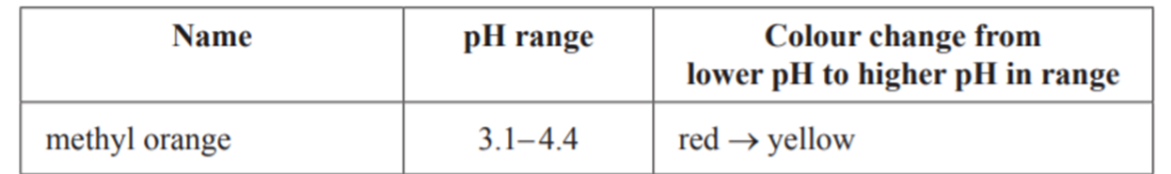 Name
pH range
Colour change from
lower pH to higher pH in range
methyl orange
3.1–4.4
red → yellow